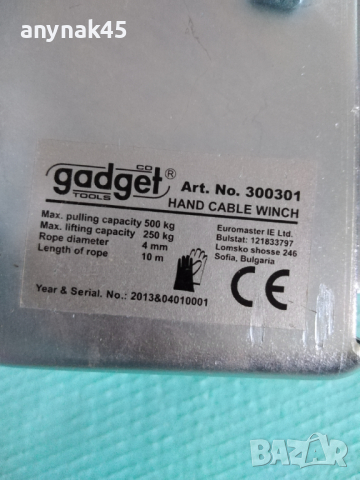 anynak45
CO
gadget®
TOOLS
Art. No. 300301
HAND CABLE WINCH
Max. pulling capacity 500 kg
Max. lifting capacity 250 kg
Rope diameter 4 mm
Length of rope 10 m
Euromaster IE Ltd.
Bulstat: 121833797
Lomsko shosse 246
Sofia, Bulgaria
CE
Year & Serial. No.: 2013&04010001
BAZAR